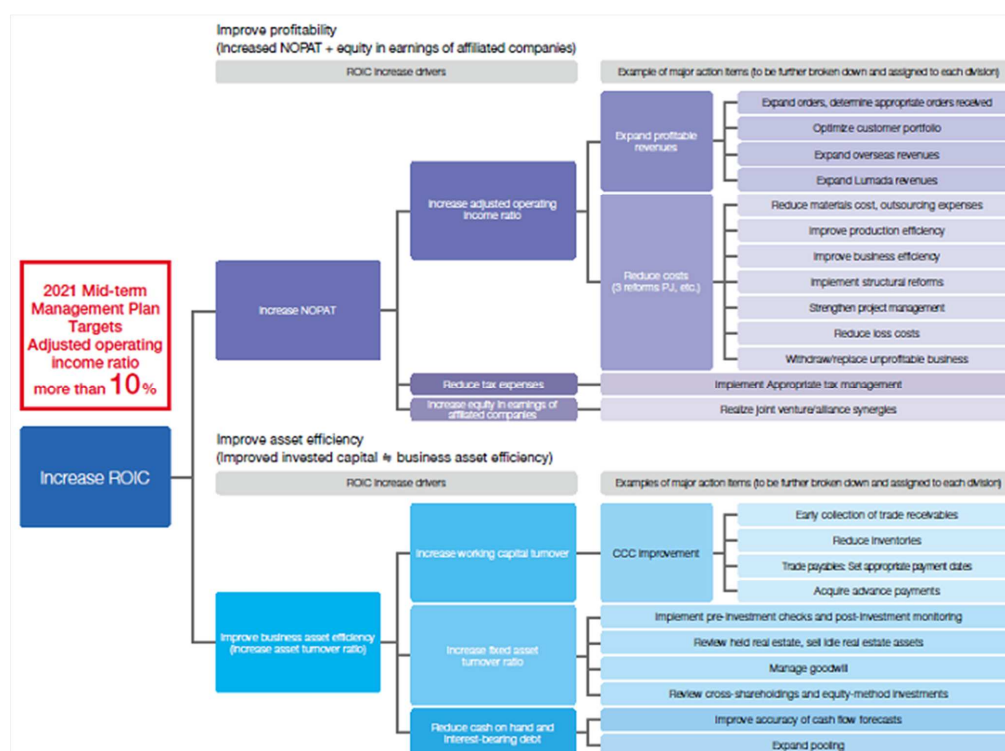 Improve profitability
(Increased NOPAT + equity in earnings of affiliated companies)
ROIC increase drivers
Example of major action items (to be further broken down and assigned to each division)
Expand profitable
revenues
Expand orders, determine appropriate orders received
Optimize customer portfolio
Expand overseas revenues
Expand Lumada revenues
Increase adjusted operating
income ratio
Reduce costs
(3 reforms PJ, etc.)
Reduce materials cost, outsourcing expenses
Improve production efficiency
Improve business efficiency
Implement structural reforms
Strengthen project management
Reduce loss costs
Withdraw/replace unprofitable business
2021 Mid-term
Management Plan
Targets
Adjusted operating
income ratio
more than 10%
Increase NOPAT
Reduce tax expenses
Implement Appropriate tax management
Increase equity in earnings of
affiliated companies
Realize joint venture/alliance synergies
Increase ROIC
Improve asset efficiency
(Improved invested capital ≒ business asset efficiency)
ROIC increase drivers
Examples of major action items (to be further broken down and assigned to each division)
Increase working capital turnover
CCC improvement
Early collection of trade receivables
Reduce inventories
Trade payables: Set appropriate payment dates
Acquire advance payments
Improve business asset efficiency
(Increase asset turnover ratio)
Increase fixed asset
turnover ratio
Implement pre-investment checks and post-investment monitoring
Review held real estate, sell idle real estate assets
Manage goodwill
Review cross-shareholdings and equity-method investments
Reduce cash on hand and
interest-bearing debt
Improve accuracy of cash flow forecasts
Expand pooling